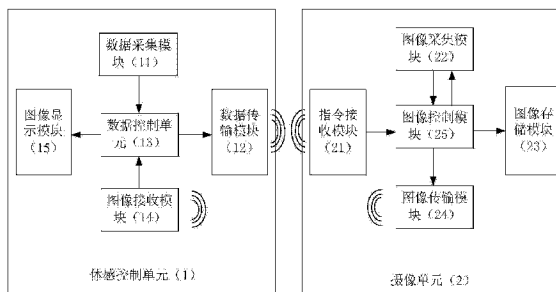 数据采集模
块（11）
图像显
示模块
（15）
数据控制单
元（13）
数据传
输模块
（12）
图像接收模
块（14）
体感控制单元（1）
图像采集模
块（22）
指令接
收模块
（21）
图像控制模
块（25）
图像存
储模块
（23）
图像传输模
块（24）
摄像单元（2）